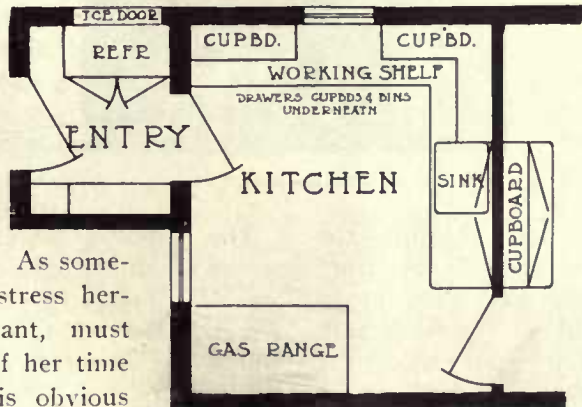 ICE DOOR
REFR
CUPBD.
CUP'BD.
WORKING SHELF
DRAWERS CUPBDS & BINS
UNDERNEATH
ENTRY
KITCHEN
SINK
CUPBOARD
GAS RANGE
As some-
stress her-
ant, must
of her time
is obvious